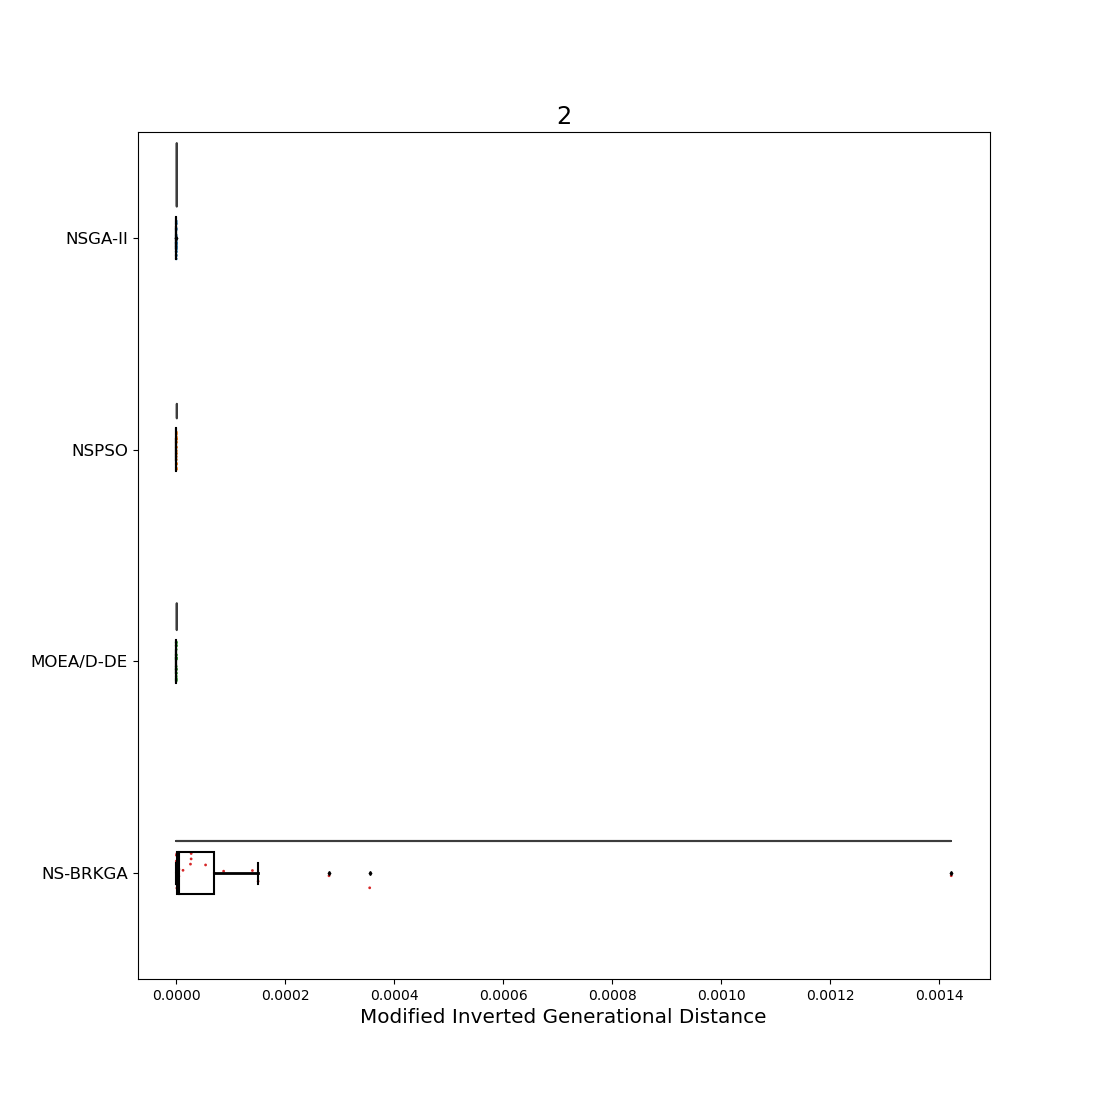 2
NSGA-II
NSPSO
MOEA/D-DE
NS-BRKGA
0.0000 0.0002 0.0004 0.0006 0.0008 0.0010 0.0012 0.0014
Modified Inverted Generational Distance